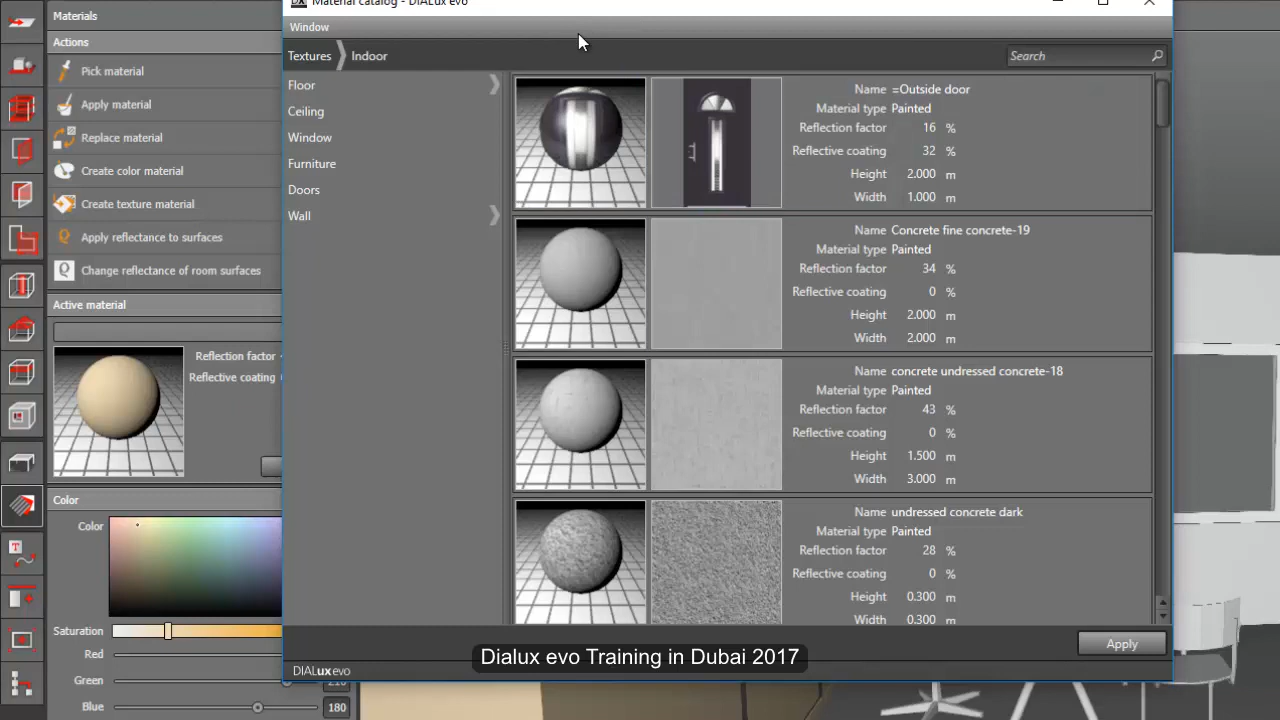 Materials
Actions
Pick material
Apply material
Replace material
Create color material
Create texture material
Apply reflectance to surfaces
Change reflectance of room surfaces
Active material
Reflection factor
Reflective coating
Color
Color
Saturation
Red
Green 210
Blue 180
Material catalog - DIALux evo
Window
Textures Indoor
Search
Floor
Ceiling
Window
Furniture
Doors
Wall
Name =Outside door
Material type Painted
Reflection factor 16 %
Reflective coating 32 %
Height 2.000 m
Width 1.000 m
Name Concrete fine concrete-19
Material type Painted
Reflection factor 34 %
Reflective coating 0 %
Height 2.000 m
Width 2.000 m
Name concrete undressed concrete-18
Material type Painted
Reflection factor 43 %
Reflective coating 0 %
Height 1.500 m
Width 3.000 m
Name undressed concrete dark
Material type Painted
Reflection factor 28 %
Reflective coating 0 %
Height 0.300 m
Width 0.300 m
Apply
DIALux evo
Dialux evo Training in Dubai 2017